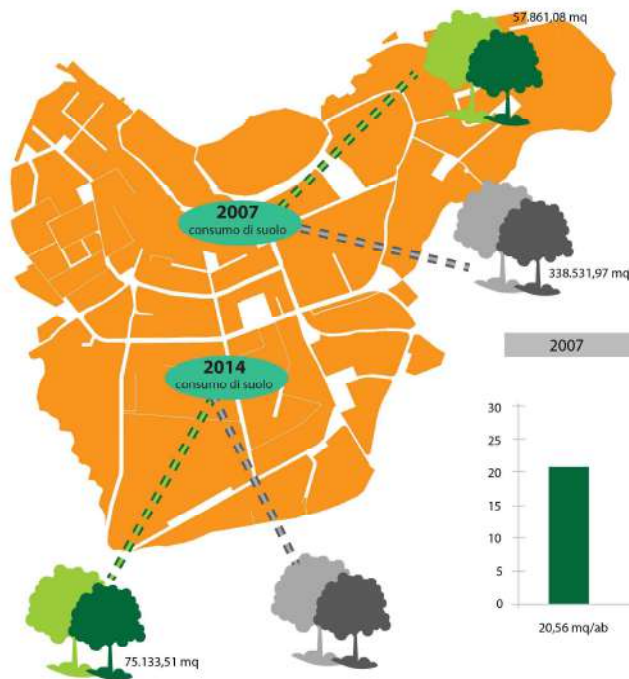 57.861,08 mq
2007
consumo di suolo
338.531,97 mq
2007
2014
consumo di suolo
30
25
20
15
10
5
0
20,56 mq/ab
75.133,51 mq